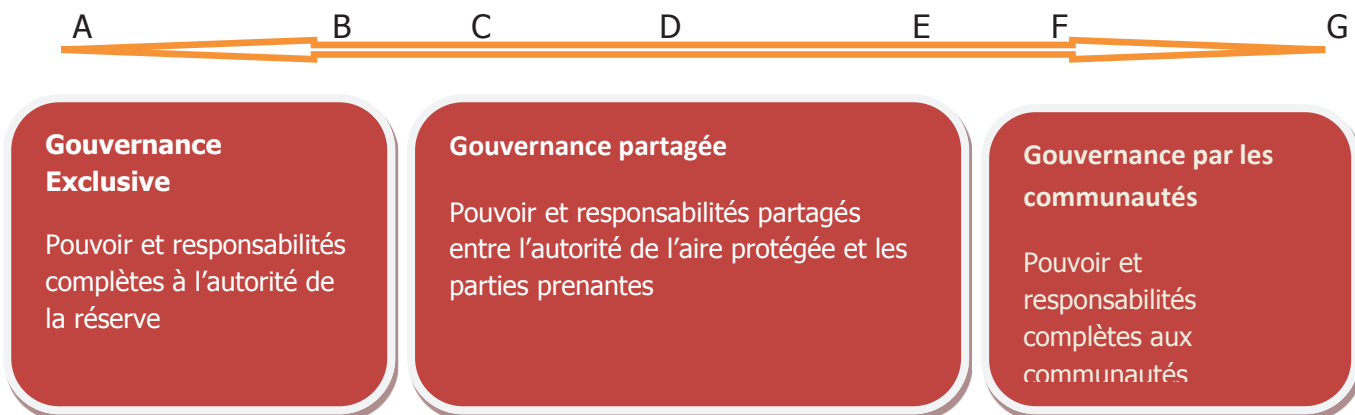 A B C D E F G
Gouvernance
Exclusive
Pouvoir et responsabilités
complètes à l'autorité de
la réserve
Gouvernance partagée
Pouvoir et responsabilités partagés
entre l'autorité de l'aire protégée et les
parties prenantes
Gouvernance par les
communautés
Pouvoir et
responsabilités
complètes aux
communautés